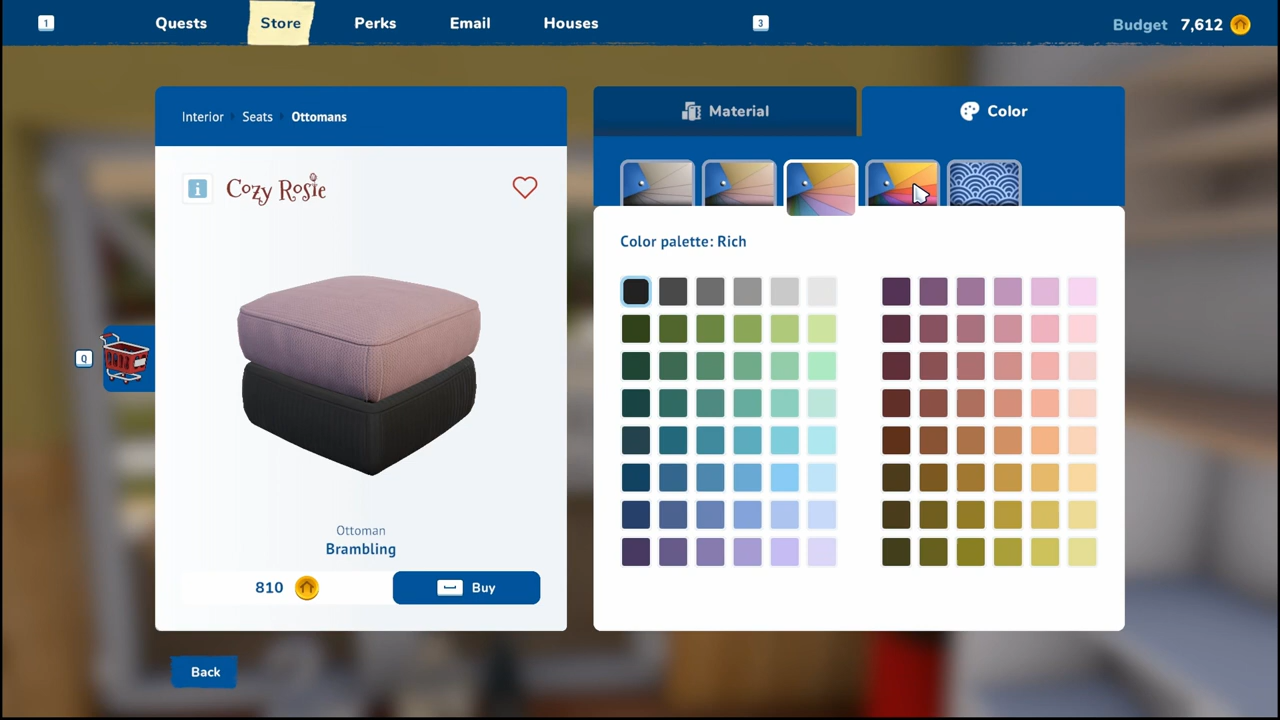 1 Quests Store Perks Email Houses 3 Budget 7,612
Interior Seats Ottomans
Material
Color
i Cozy Rosie
Color palette: Rich
Q
Ottoman
Brambling
810
Buy
Back